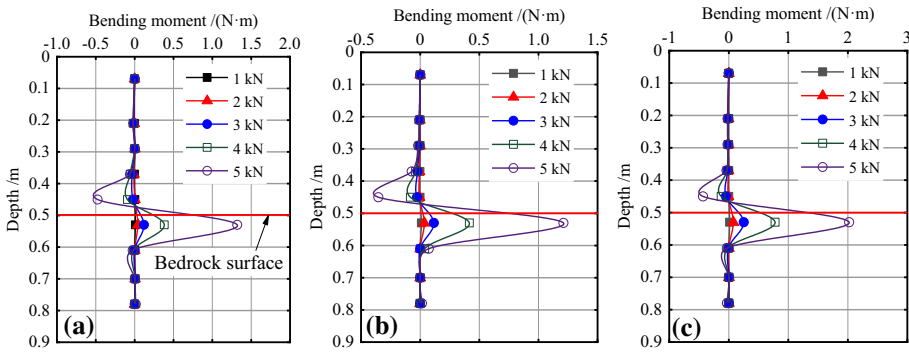 Bending moment /(N·m)
-1.0 -0.5 0 0.5 1.0 1.5 2.0
0
0.1
0.2
0.3
0.4
0.5
0.6
0.7
0.8
0.9
Depth /m
1 kN
2 kN
3 kN
4 kN
5 kN
Bedrock surface
(a)
Bending moment /(N·m)
-0.5 0 0.5 1.0 1.5
0
0.1
0.2
0.3
0.4
0.5
0.6
0.7
0.8
0.9
Depth /m
1 kN
2 kN
3 kN
4 kN
5 kN
(b)
Bending moment /(N·m)
-1 0 1 2 3
0
0.1
0.2
0.3
0.4
0.5
0.6
0.7
0.8
0.9
Depth /m
1 kN
2 kN
3 kN
4 kN
5 kN
(c)